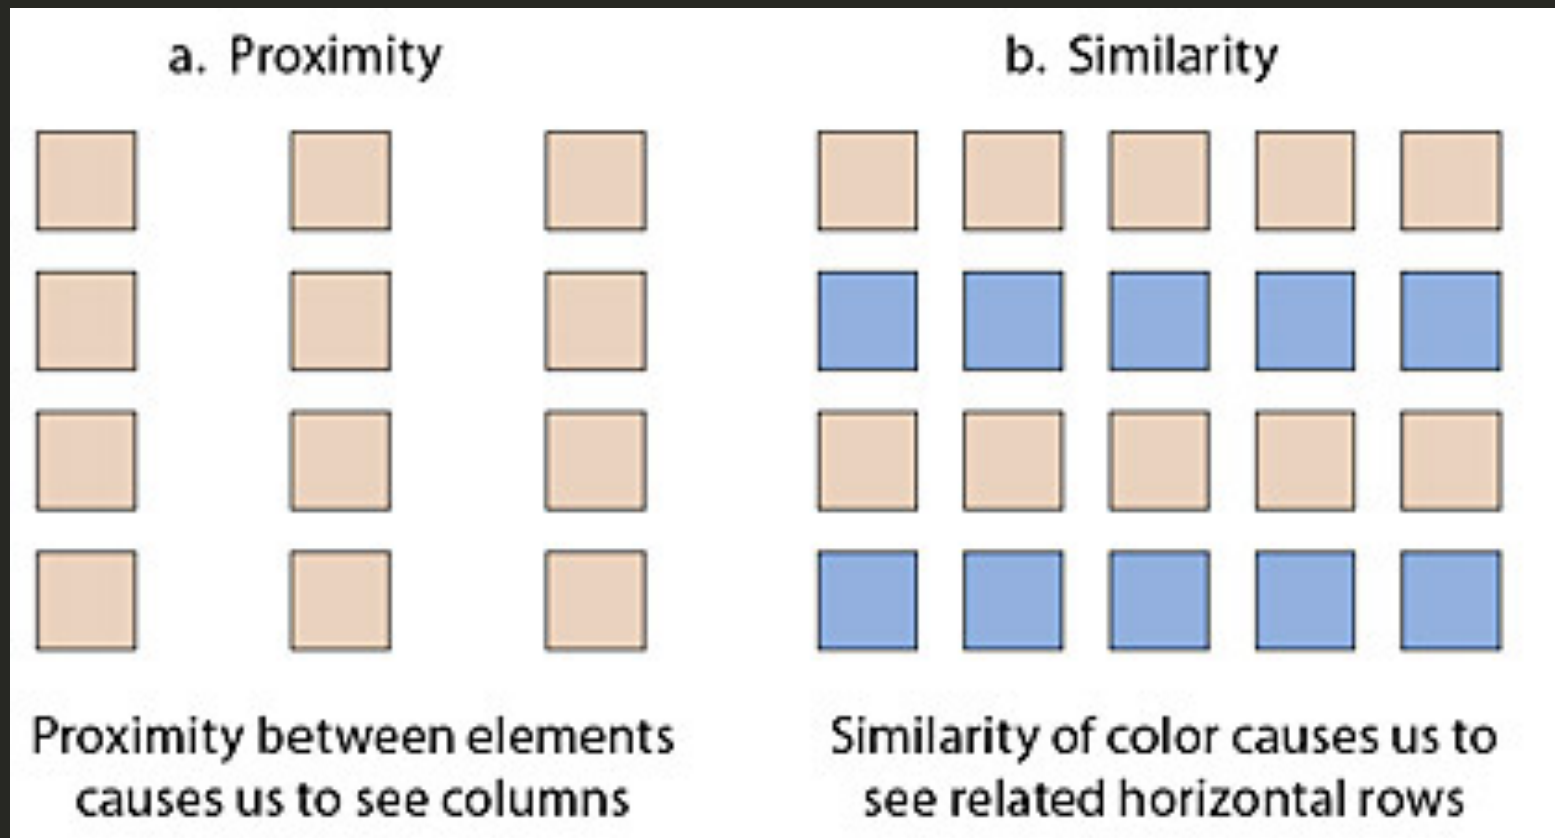 a. Proximity
b. Similarity
Proximity between elements
causes us to see columns
Similarity of color causes us to
see related horizontal rows